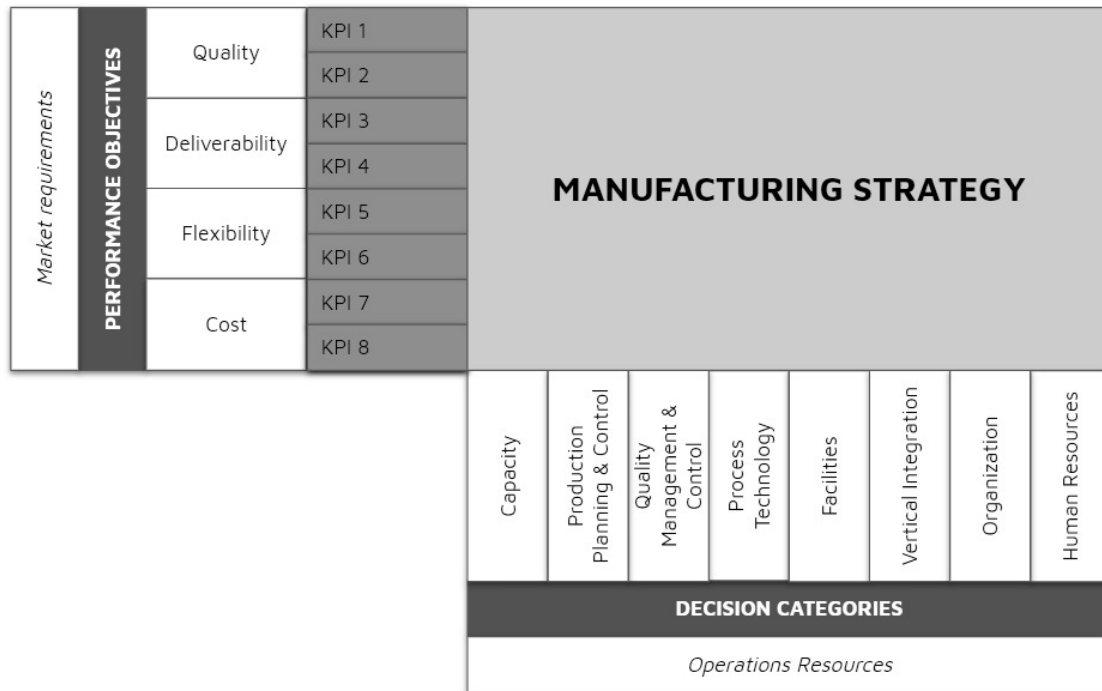 Market requirements
PERFORMANCE OBJECTIVES
Quality
KPI 1
KPI 2
Deliverability
KPI 3
KPI 4
Flexibility
KPI 5
KPI 6
Cost
KPI 7
KPI 8
MANUFACTURING STRATEGY
Capacity
Production
Planning & Control
Quality
Management &
Control
Process
Technology
Facilities
Vertical Integration
Organization
Human Resources
DECISION CATEGORIES
Operations Resources